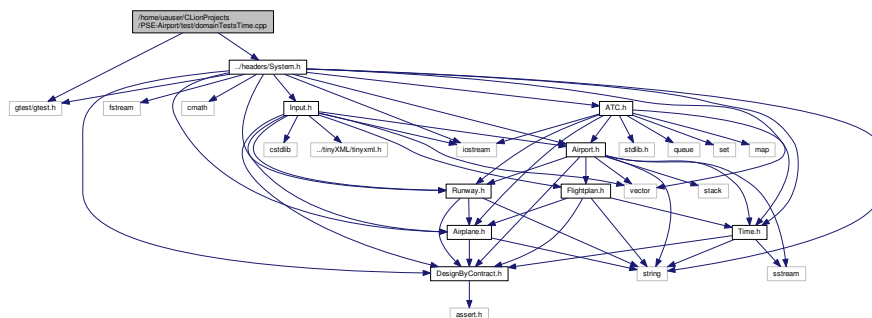 /home/uauser/CLionProjects
/PSE-Airport/test/domainTestsTime.cpp
../headers/System.h
gtest/gtest.h
fstream
cmath
Input.h
ATC.h
cstdlib
../tinyXML/tinyxml.h
iostream
Airport.h
stdlib.h
queue
set
map
Runway.h
Flightplan.h
vector
stack
Airplane.h
Time.h
DesignByContract.h
string
sstream
assert.h